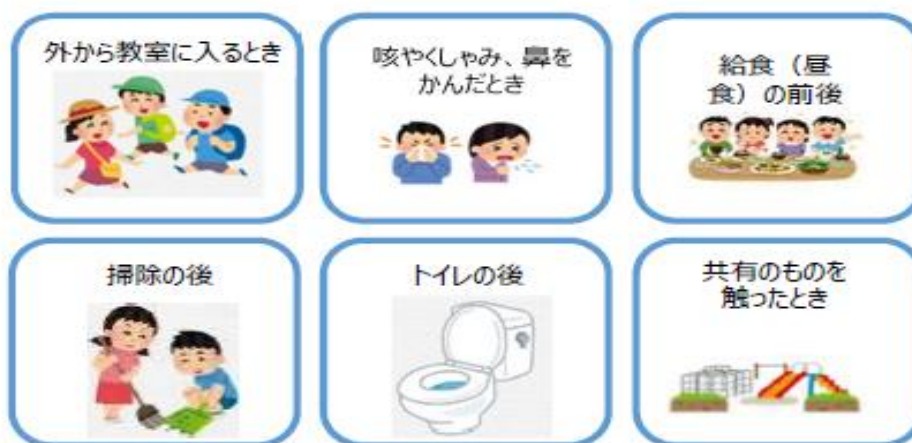 外から教室に入るとき
咳やくしゃみ、鼻を
かんだとき
給食（昼
食）の前後
掃除の後
トイレの後
共有のものを
触ったとき